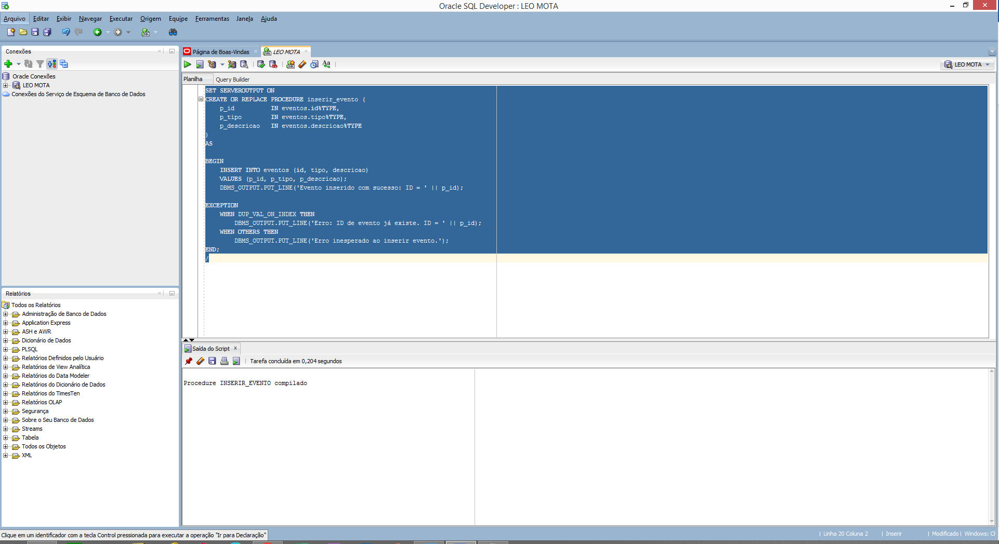 Oracle SQL Developer : LEO MOTA
Arquivo Editar Exibir Navegar Executar Origem Equipe Ferramentas Janela Ajuda
Conexões
Oracle Conexões
LEO MOTA
Conexões do Serviço de Esquema de Banco de Dados
Relatórios
Todos os Relatórios
Administração de Banco de Dados
Application Express
ASH e AWR
Dicionário de Dados
PLSQL
Relatórios Definidos pelo Usuário
Relatórios de View Analítica
Relatórios do Data Modeler
Relatórios do Dicionário de Dados
Relatórios do TimesTen
Relatórios OLAP
Segurança
Sobre o Seu Banco de Dados
Streams
Tabela
Todos os Objetos
XML
Página de Boas-Vindas
LEO MOTA
LEO MOTA
Planilha
Query Builder
SET SERVEROUTPUT ON
CREATE OR REPLACE PROCEDURE inserir_evento (
    p_id          IN eventos.id%TYPE,
    p_tipo        IN eventos.tipo%TYPE,
    p_descricao   IN eventos.descricao%TYPE
)
AS
BEGIN
    INSERT INTO eventos (id, tipo, descricao)
    VALUES (p_id, p_tipo, p_descricao);
    DBMS_OUTPUT.PUT_LINE('Evento inserido com sucesso: ID = ' || p_id);
EXCEPTION
    WHEN DUP_VAL_ON_INDEX THEN
        DBMS_OUTPUT.PUT_LINE('Erro: ID de evento já existe. ID = ' || p_id);
    WHEN OTHERS THEN
        DBMS_OUTPUT.PUT_LINE('Erro inesperado ao inserir evento.');
END;
/
Saída do Script
Tarefa concluída em 0,204 segundos
Procedure INSERIR_EVENTO compilado
Clique em um identificador com a tecla Control pressionada para executar a operação "Ir para Declaração"
| Linha 20 Coluna 2 | Inserir | Modificado | Windows: CF